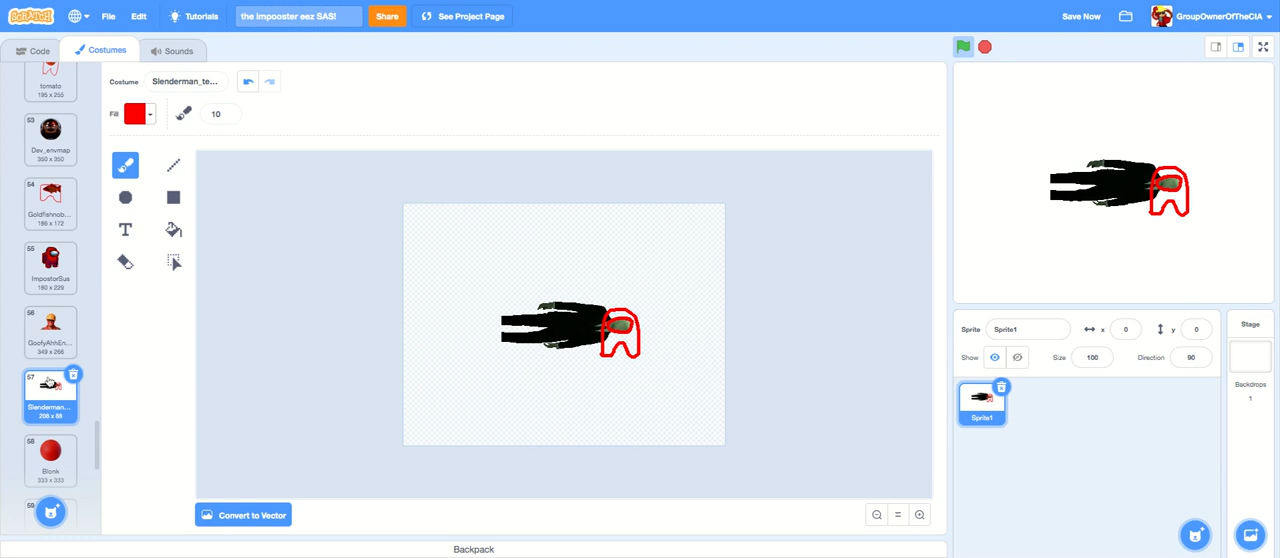 SCRATCH File Edit Tutorials the impooster eez SAS! Share See Project Page Save Now GroupOwnerOfTheCIA
Code Costumes Sounds
tomato
195 x 255
53
Dev_envmap
350 x 350
54
Goldfishnob...
186 x 172
55
ImpostorSus
180 x 229
56
GoofyAhhEn...
349 x 266
57
Slenderman...
208 x 88
58
Blonk
333 x 333
59
Costume Slenderman_te...
Fill 10
T
Convert to Vector
Backpack
Sprite Sprite1 x 0 y 0
Show Size 100 Direction 90
Sprite1
Stage
Backdrops
1